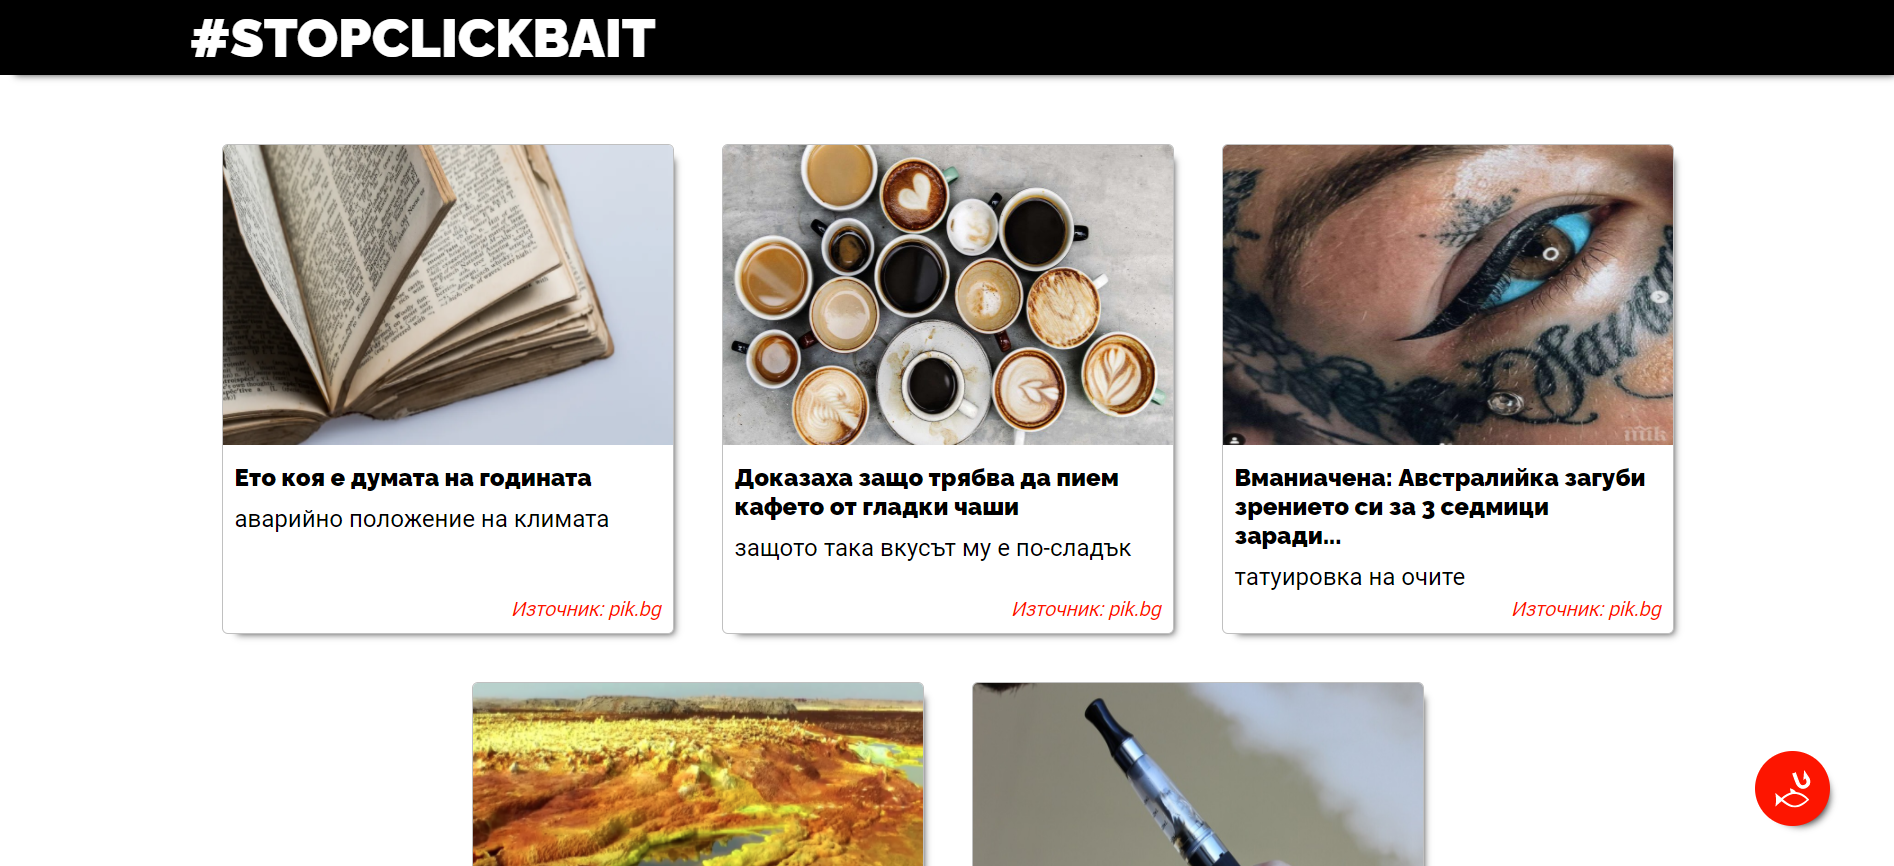 #STOPCLICKBAIT
Ето коя е думата на годината
аварийно положение на климата
Източник: pik.bg
Доказаха защо трябва да пием
кафето от гладки чаши
защото така вкусът му е по-сладък
Източник: pik.bg
Вманиачена: Австралийка загуби
зрението си за 3 седмици
заради...
татуировка на очите
Източник: pik.bg